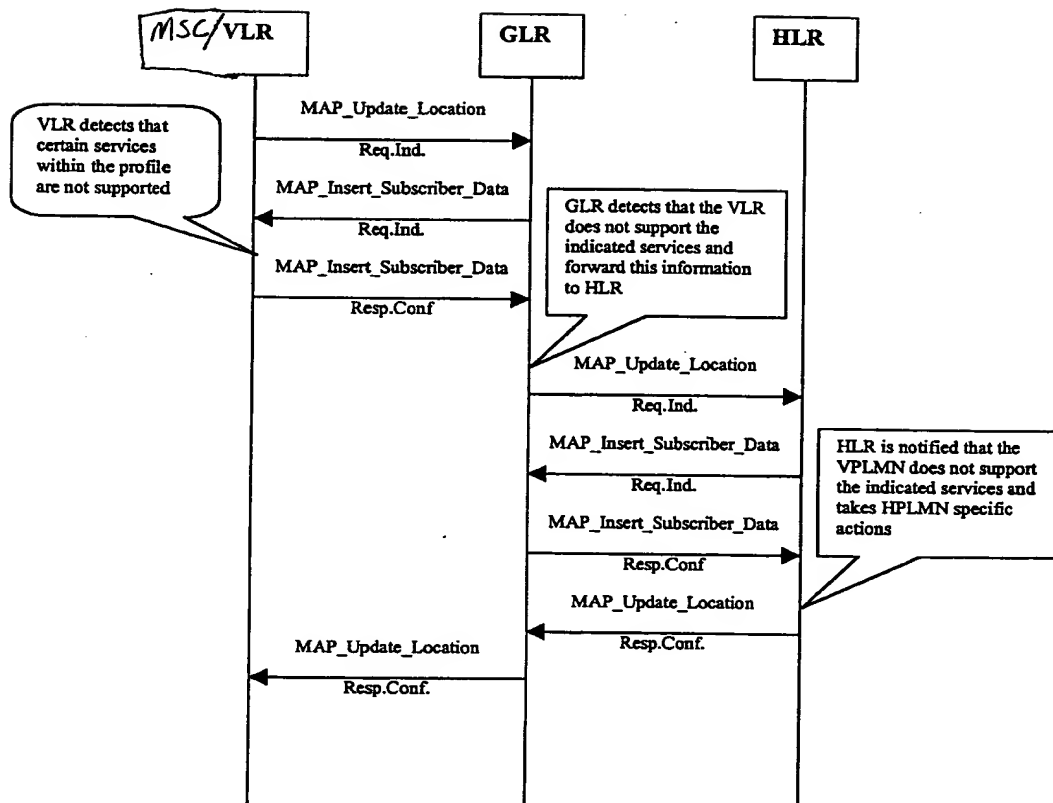 MSC/VLR
GLR
HLR
MAP_Update_Location
Req.Ind.
VLR detects that
certain services
within the profile
are not supported
MAP_Insert_Subscriber_Data
Req.Ind.
GLR detects that the VLR
does not support the
indicated services and
forward this information
to HLR
MAP_Insert_Subscriber_Data
Resp.Conf
MAP_Update_Location
Req.Ind.
MAP_Insert_Subscriber_Data
Req.Ind.
HLR is notified that the
VPLMN does not support
the indicated services and
takes HPLMN specific
actions
MAP_Insert_Subscriber_Data
Resp.Conf
MAP_Update_Location
Resp.Conf.
MAP_Update_Location
Resp.Conf.